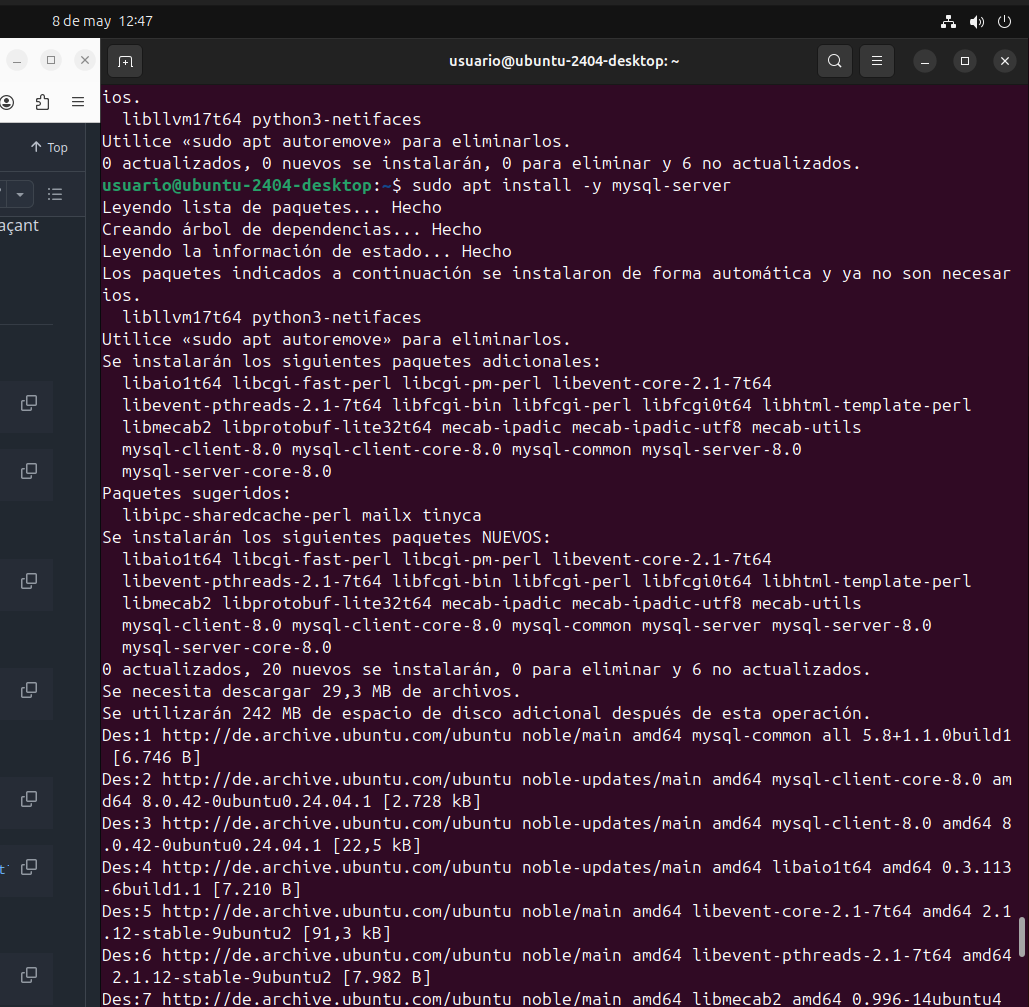 8 de may 12:47
usuario@ubuntu-2404-desktop: ~
Top
açant
ios.
libllvm17t64 python3-netifaces
Utilice «sudo apt autoremove» para eliminarlos.
0 actualizados, 0 nuevos se instalarán, 0 para eliminar y 6 no actualizados.
usuario@ubuntu-2404-desktop:~$ sudo apt install -y mysql-server
Leyendo lista de paquetes... Hecho
Creando árbol de dependencias... Hecho
Leyendo la información de estado... Hecho
Los paquetes indicados a continuación se instalaron de forma automática y ya no son necesar
ios.
libllvm17t64 python3-netifaces
Utilice «sudo apt autoremove» para eliminarlos.
Se instalarán los siguientes paquetes adicionales:
libaio1t64 libcgi-fast-perl libcgi-pm-perl libevent-core-2.1-7t64
libevent-pthreads-2.1-7t64 libfcgi-bin libfcgi-perl libfcgi0t64 libhtml-template-perl
libmecab2 libprotobuf-lite32t64 mecab-ipadic mecab-ipadic-utf8 mecab-utils
mysql-client-8.0 mysql-client-core-8.0 mysql-common mysql-server-8.0
mysql-server-core-8.0
Paquetes sugeridos:
libipc-sharedcache-perl mailx tinyca
Se instalarán los siguientes paquetes NUEVOS:
libaio1t64 libcgi-fast-perl libcgi-pm-perl libevent-core-2.1-7t64
libevent-pthreads-2.1-7t64 libfcgi-bin libfcgi-perl libfcgi0t64 libhtml-template-perl
libmecab2 libprotobuf-lite32t64 mecab-ipadic mecab-ipadic-utf8 mecab-utils
mysql-client-8.0 mysql-client-core-8.0 mysql-common mysql-server mysql-server-8.0
mysql-server-core-8.0
0 actualizados, 20 nuevos se instalarán, 0 para eliminar y 6 no actualizados.
Se necesita descargar 29,3 MB de archivos.
Se utilizarán 242 MB de espacio de disco adicional después de esta operación.
Des:1 http://de.archive.ubuntu.com/ubuntu noble/main amd64 mysql-common all 5.8+1.1.0build1
[6.746 B]
Des:2 http://de.archive.ubuntu.com/ubuntu noble-updates/main amd64 mysql-client-core-8.0 am
d64 8.0.42-0ubuntu0.24.04.1 [2.728 kB]
Des:3 http://de.archive.ubuntu.com/ubuntu noble-updates/main amd64 mysql-client-8.0 amd64 8
.0.42-0ubuntu0.24.04.1 [22,5 kB]
Des:4 http://de.archive.ubuntu.com/ubuntu noble-updates/main amd64 libaio1t64 amd64 0.3.113
-6build1.1 [7.210 B]
Des:5 http://de.archive.ubuntu.com/ubuntu noble/main amd64 libevent-core-2.1-7t64 amd64 2.1
.12-stable-9ubuntu2 [91,3 kB]
Des:6 http://de.archive.ubuntu.com/ubuntu noble/main amd64 libevent-pthreads-2.1-7t64 amd64
2.1.12-stable-9ubuntu2 [7.982 B]
Des:7 http://de.archive.ubuntu.com/ubuntu noble/main amd64 libmecab2 amd64 0.996-14ubuntu4